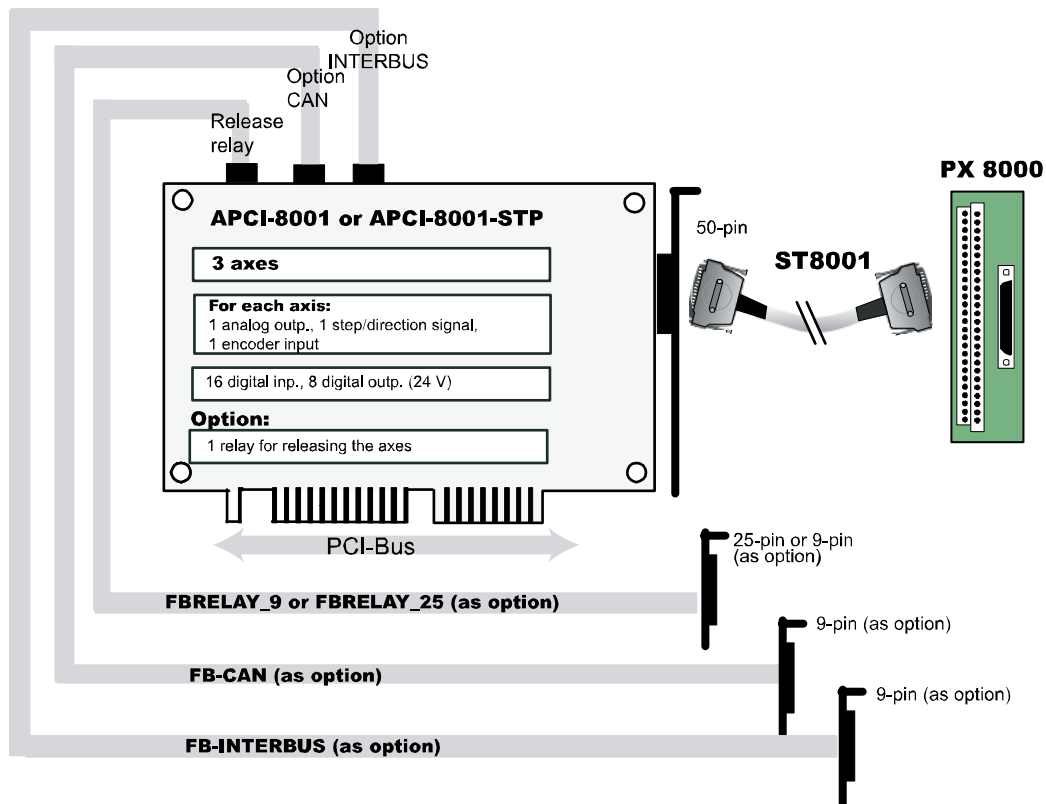 Option
INTERBUS
Option
CAN
Release
relay
APCI-8001 or APCI-8001-STP
3 axes
For each axis:
1 analog outp., 1 step/direction signal,
1 encoder input
16 digital inp., 8 digital outp. (24 V)
Option:
1 relay for releasing the axes
PCI-Bus
50-pin
ST8001
PX 8000
25-pin or 9-pin
(as option)
FBRELAY_9 or FBRELAY_25 (as option)
9-pin (as option)
FB-CAN (as option)
9-pin (as option)
FB-INTERBUS (as option)